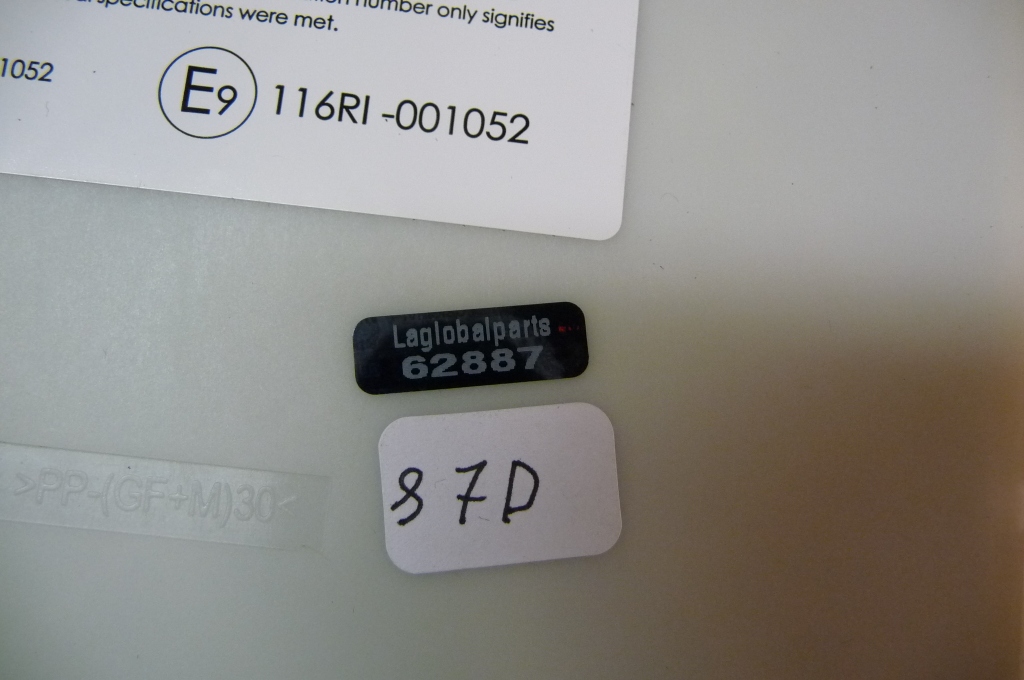 number only signifies
specifications were met.
1052
E9 116RI -001052
Laglobalparts
62887
87D
>PP-(GF+M)30<